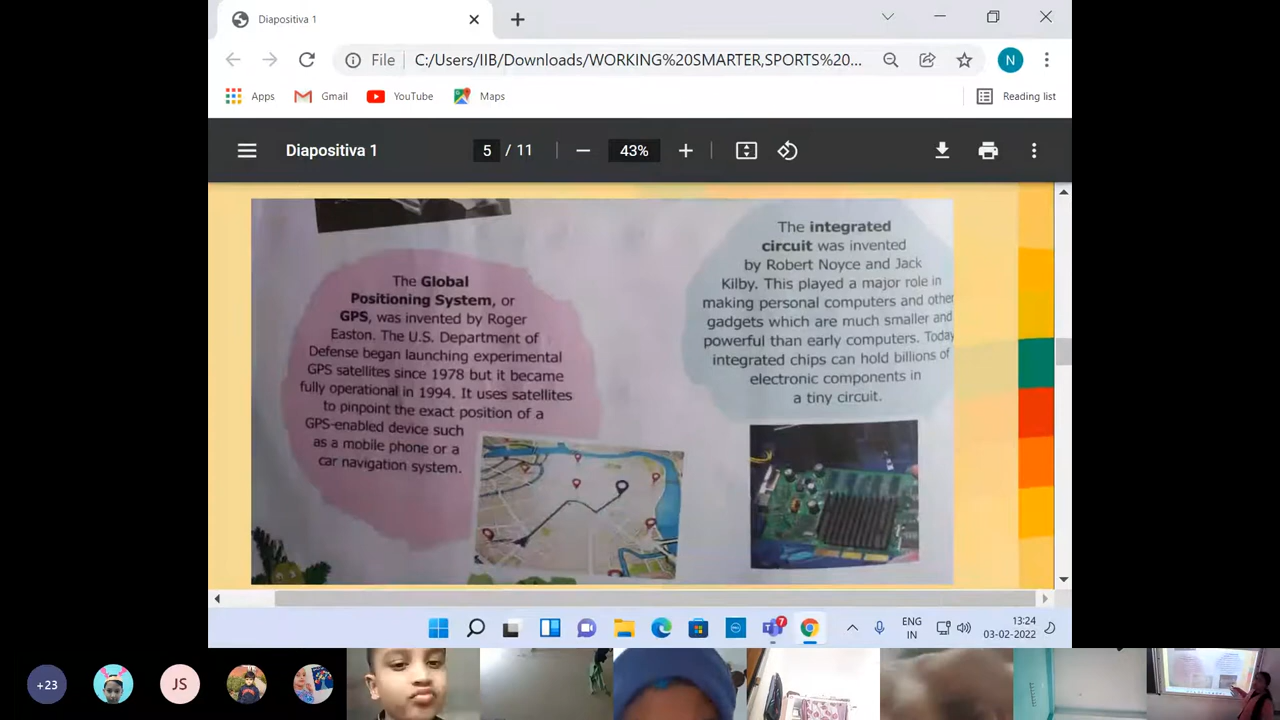 Diapositiva 1
File
C:/Users/IIB/Downloads/WORKING%20SMARTER,SPORTS%20...
N
Apps
Gmail
YouTube
Maps
Reading list
Diapositiva 1
5 / 11
43%
The Global
Positioning System, or
GPS, was invented by Roger
Easton. The U.S. Department of
Defense began launching experimental
GPS satellites since 1978 but it became
fully operational in 1994. It uses satellites
to pinpoint the exact position of a
GPS-enabled device such
as a mobile phone or a
car navigation system.
The integrated
circuit was invented
by Robert Noyce and Jack
Kilby. This played a major role in
making personal computers and other
gadgets which are much smaller and
powerful than early computers. Today
integrated chips can hold billions of
electronic components in
a tiny circuit.
7
ENG
IN
13:24
03-02-2022
+23
JS